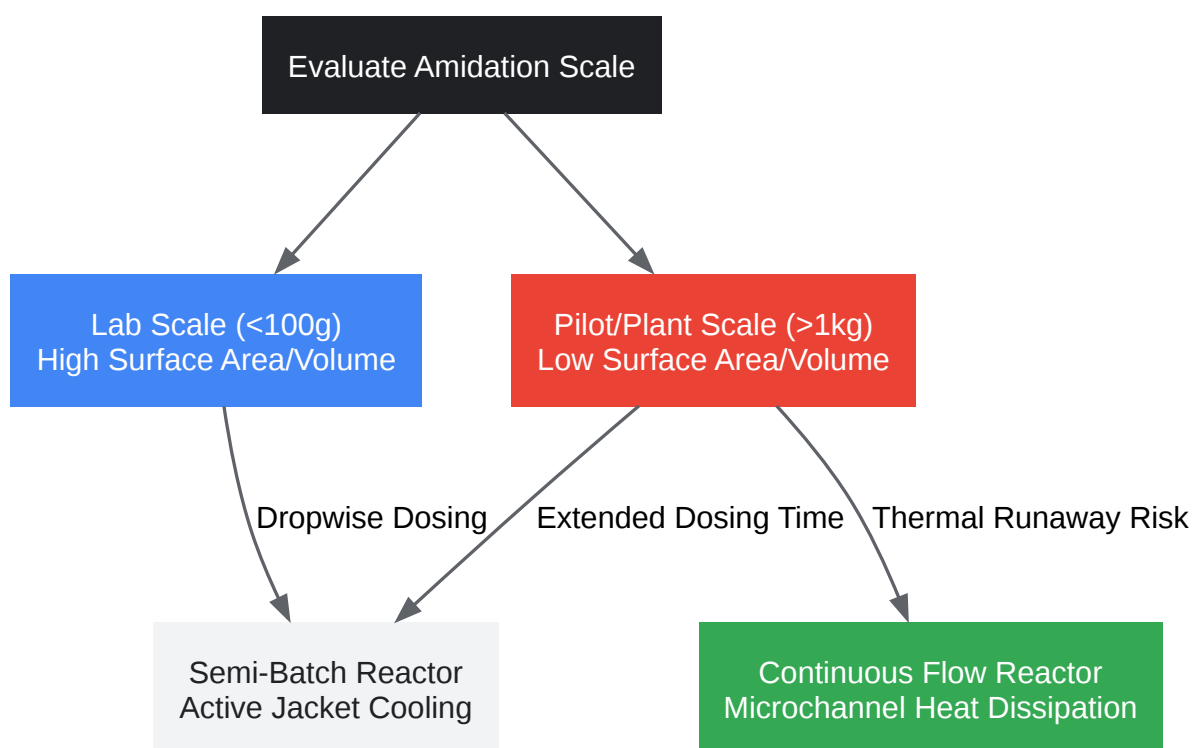 Evaluate Amidation Scale
Lab Scale (<100g)
High Surface Area/Volume
Pilot/Plant Scale (>1kg)
Low Surface Area/Volume
Dropwise Dosing
Extended Dosing Time
Thermal Runaway Risk
Semi-Batch Reactor
Active Jacket Cooling
Continuous Flow Reactor
Microchannel Heat Dissipation